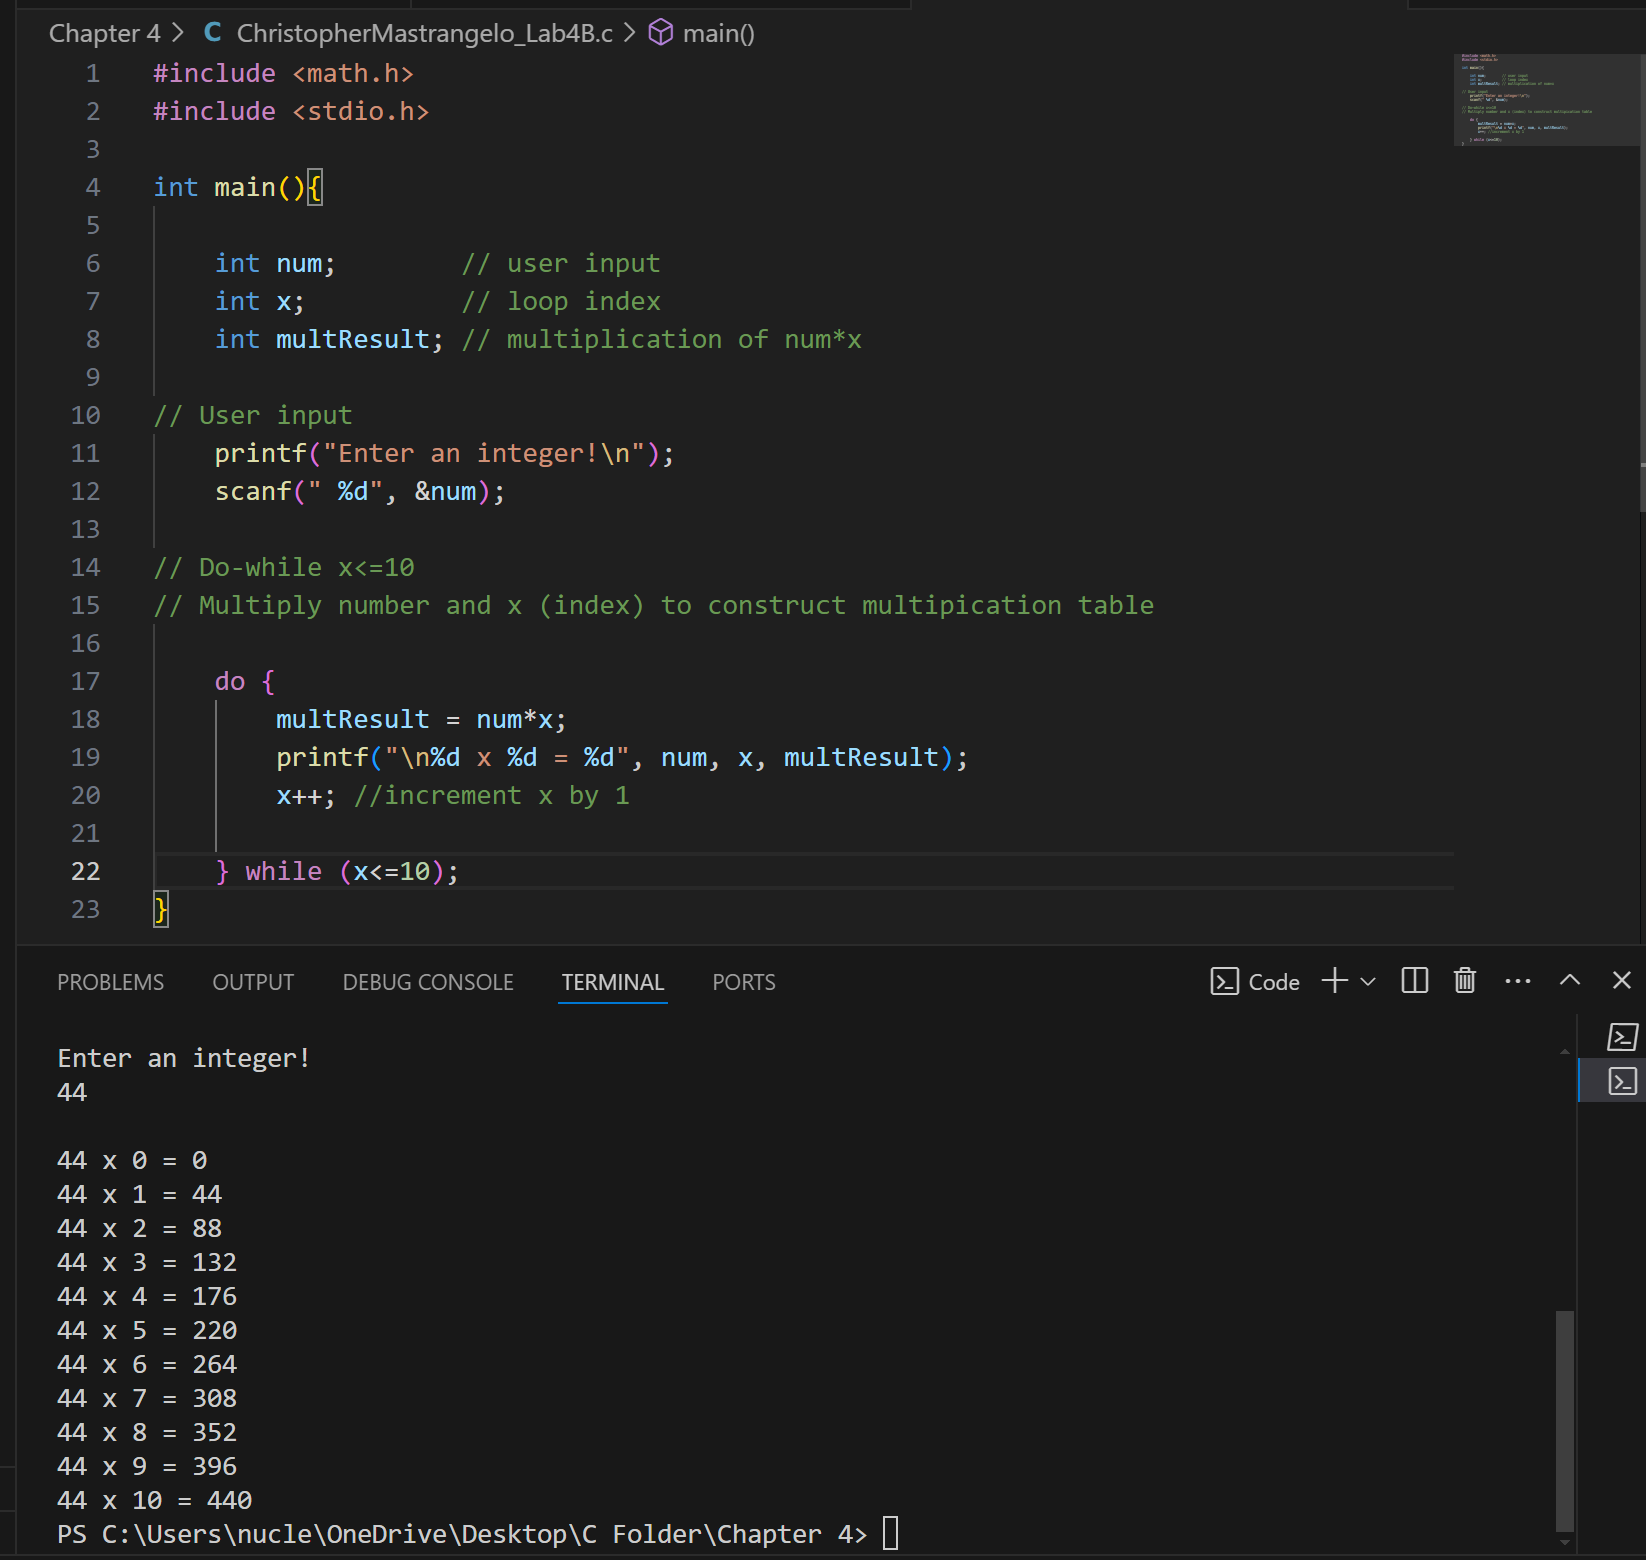 Chapter 4 > C ChristopherMastrangelo_Lab4B.c > main()
1 #include <math.h>
2 #include <stdio.h>
3
4 int main(){
5
6     int num;        // user input
7     int x;          // loop index
8     int multResult; // multiplication of num*x
9
10 // User input
11     printf("Enter an integer!\n");
12     scanf(" %d", &num);
13
14 // Do-while x<=10
15 // Multiply number and x (index) to construct multipication table
16
17     do {
18         multResult = num*x;
19         printf("\n%d x %d = %d", num, x, multResult);
20         x++; //increment x by 1
21
22     } while (x<=10);
23 }
PROBLEMS OUTPUT DEBUG CONSOLE TERMINAL PORTS Code
Enter an integer!
44
44 x 0 = 0
44 x 1 = 44
44 x 2 = 88
44 x 3 = 132
44 x 4 = 176
44 x 5 = 220
44 x 6 = 264
44 x 7 = 308
44 x 8 = 352
44 x 9 = 396
44 x 10 = 440
PS C:\Users\nucle\OneDrive\Desktop\C Folder\Chapter 4>